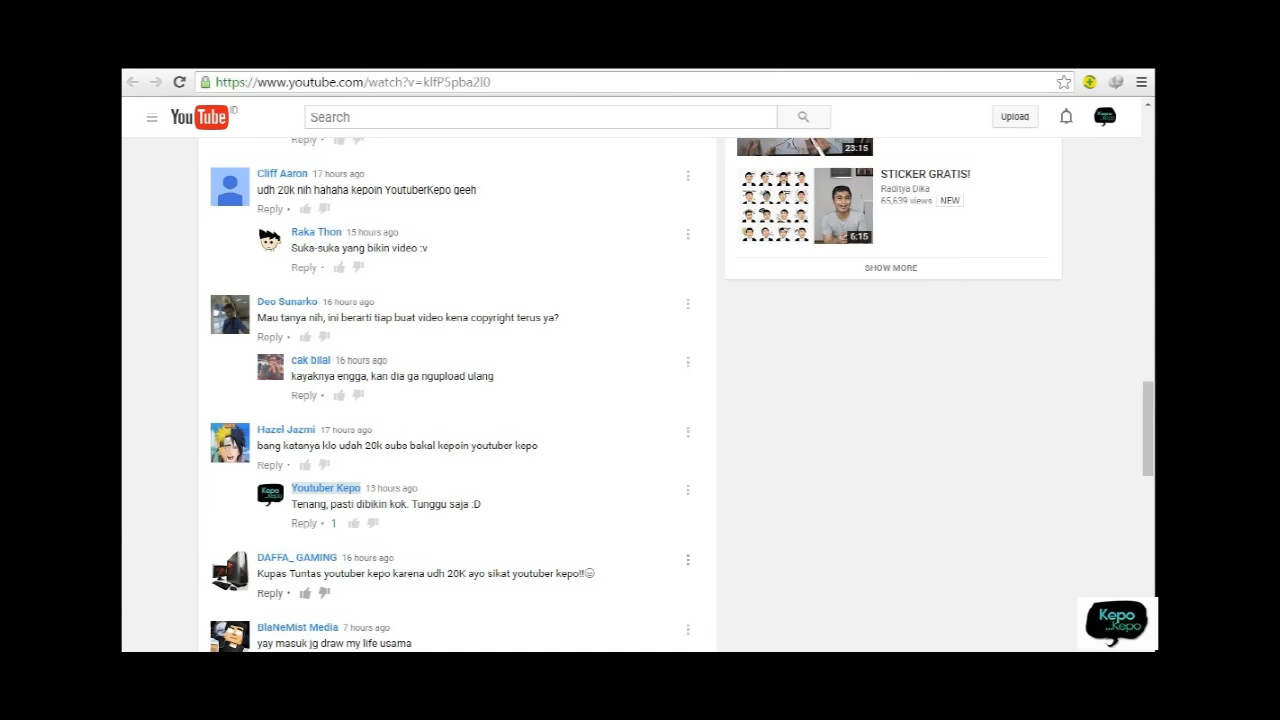 https://www.youtube.com/watch?v=klfP5pba2I0
YouTube ID
Search
Upload
Reply •
23:15
Cliff Aaron 17 hours ago
udh 20k nih hahaha kepoin YoutuberKepo geeh
Reply •
Raka Thon 15 hours ago
Suka-suka yang bikin video :v
Reply •
Deo Sunarko 16 hours ago
Mau tanya nih, ini berarti tiap buat video kena copyright terus ya?
Reply •
cak bilal 16 hours ago
kayaknya engga, kan dia ga ngupload ulang
Reply •
Hazel Jazmi 17 hours ago
bang katanya klo udah 20k subs bakal kepoin youtuber kepo
Reply •
Kepo
Youtuber Kepo 13 hours ago
Tenang, pasti dibikin kok. Tunggu saja :D
Reply • 1
DAFFA_ GAMING 16 hours ago
Kupas Tuntas youtuber kepo karena udh 20K ayo sikat youtuber kepo!!😄
Reply •
BlaNeMist Media 7 hours ago
yay masuk jg draw my life usama
STICKER GRATIS!
Raditya Dika
65,639 views NEW
6:15
SHOW MORE
Kepo
...Kepo